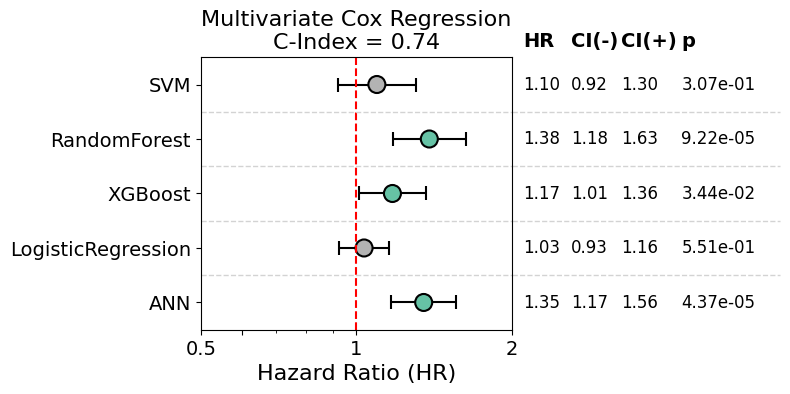 Multivariate Cox Regression
C-Index = 0.74
HR CI(-) CI(+) p
SVM 1.10 0.92 1.30 3.07e-01
RandomForest 1.38 1.18 1.63 9.22e-05
XGBoost 1.17 1.01 1.36 3.44e-02
LogisticRegression 1.03 0.93 1.16 5.51e-01
ANN 1.35 1.17 1.56 4.37e-05
0.5 1 2
Hazard Ratio (HR)